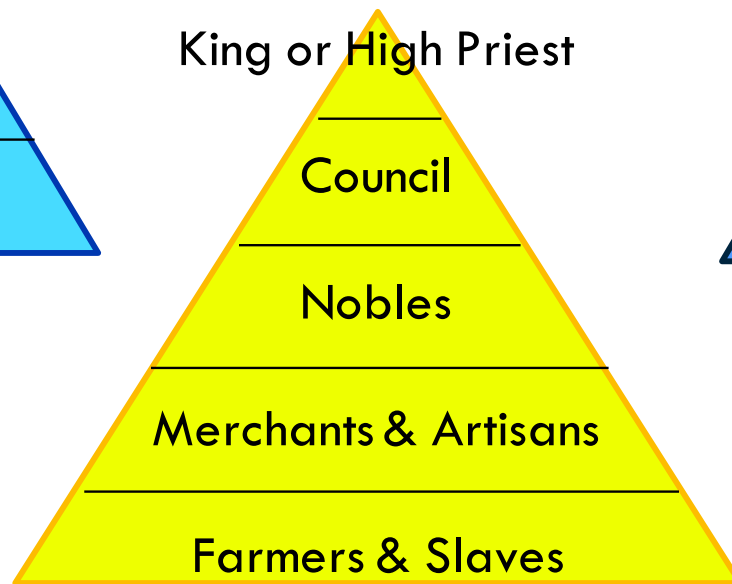 King or High Priest
Council
Nobles
Merchants & Artisans
Farmers & Slaves